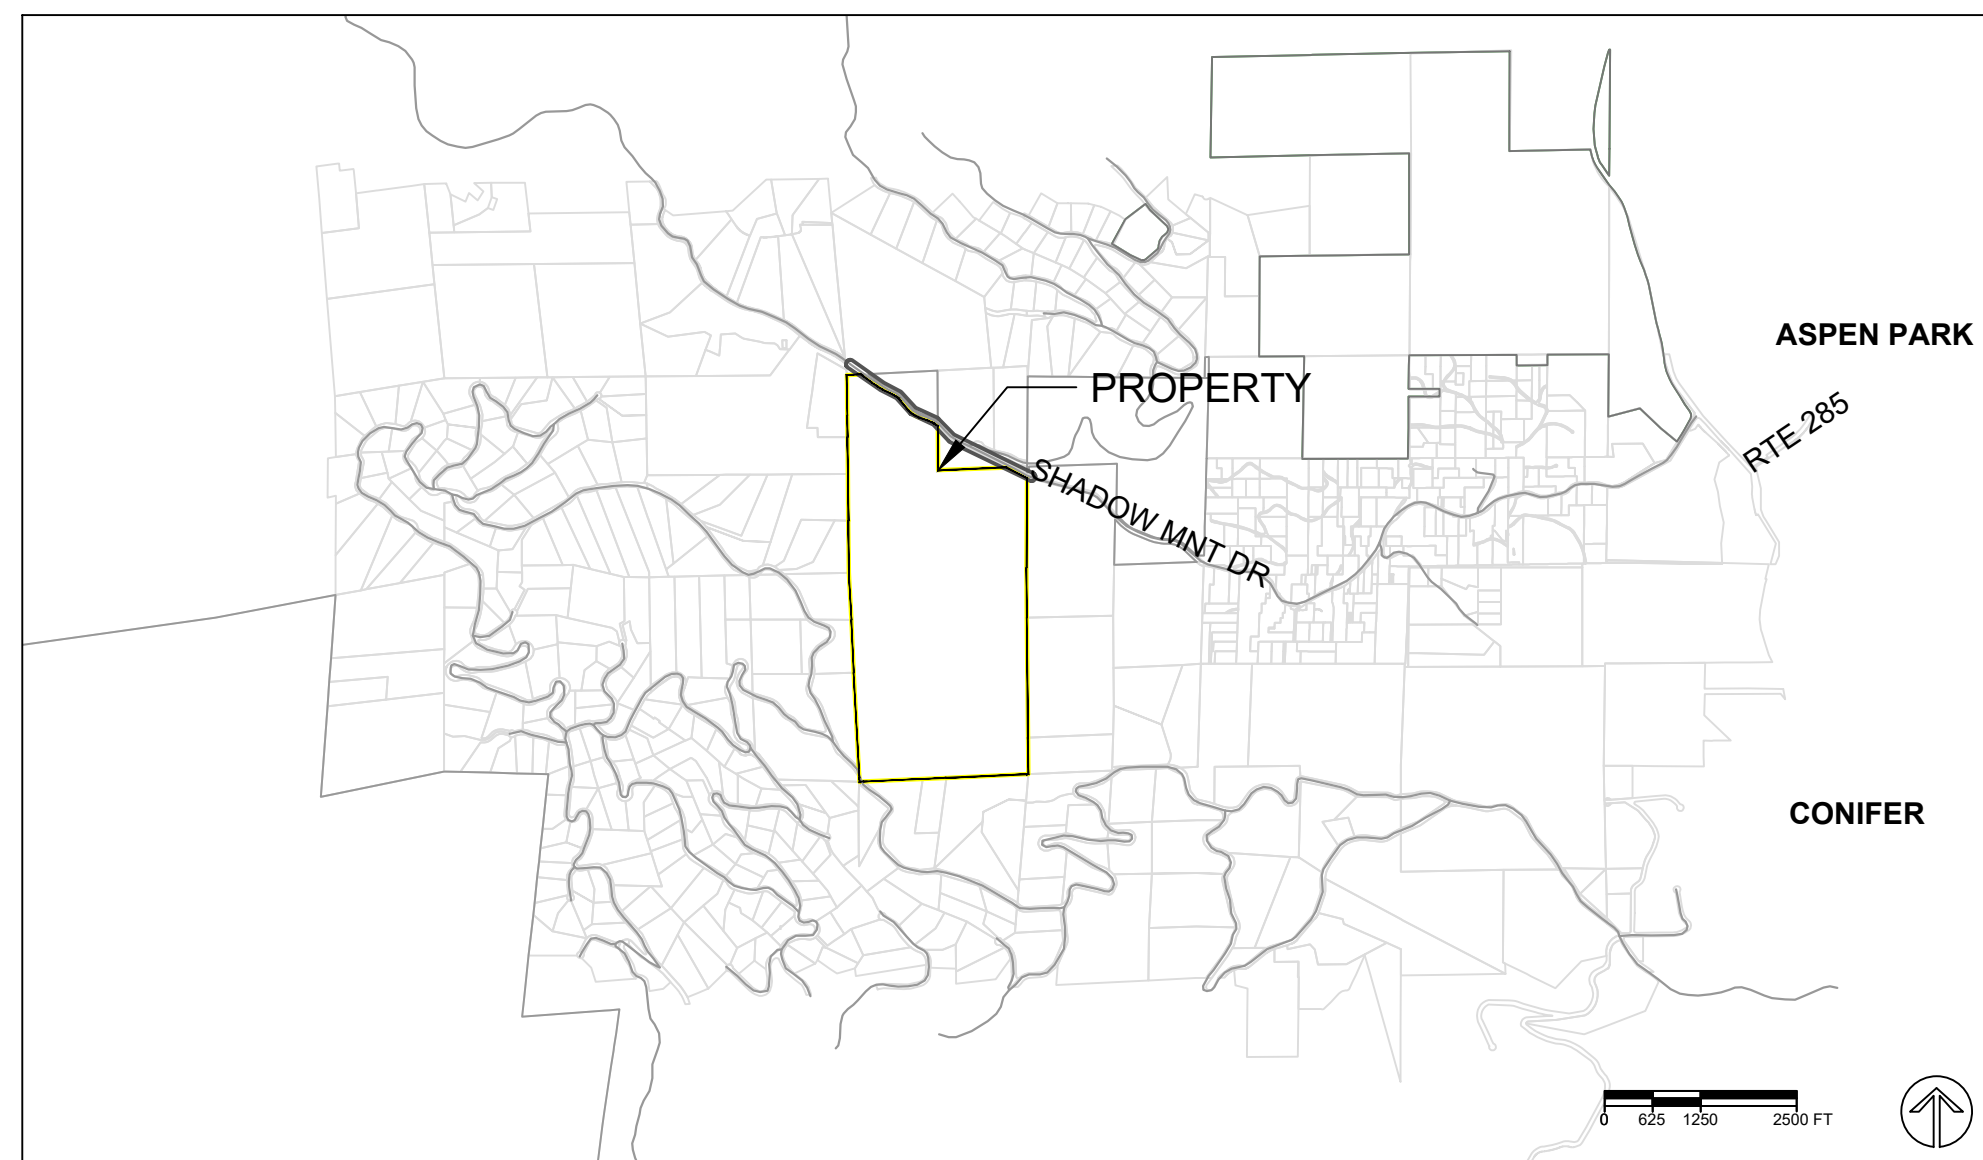 ASPEN PARK
PROPERTY
RTE 285
SHADOW MNT DR
CONIFER
0 625 1250 2500 FT